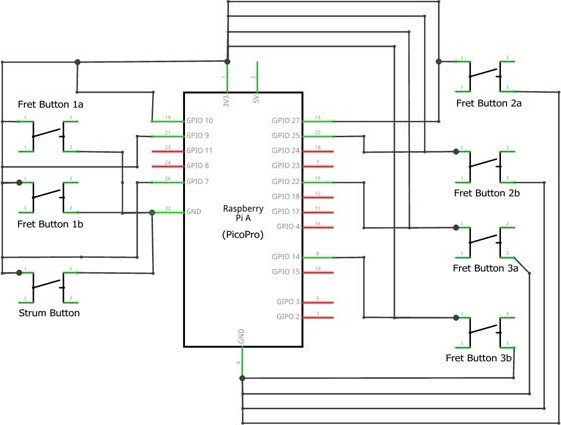 Fret Button 1a
Fret Button 1b
Strum Button
3V3
5V
GPIO 10
GPIO 9
GPIO 11
GPIO 8
GPIO 7
GND
Raspberry
Pi A
(PicoPro)
GPIO 27
GPIO 25
GPIO 24
GPIO 23
GPIO 22
GPIO 18
GPIO 17
GPIO 4
GPIO 14
GPIO 15
GPIO 3
GIPO 2
GND
Fret Button 2a
Fret Button 2b
Fret Button 3a
Fret Button 3b